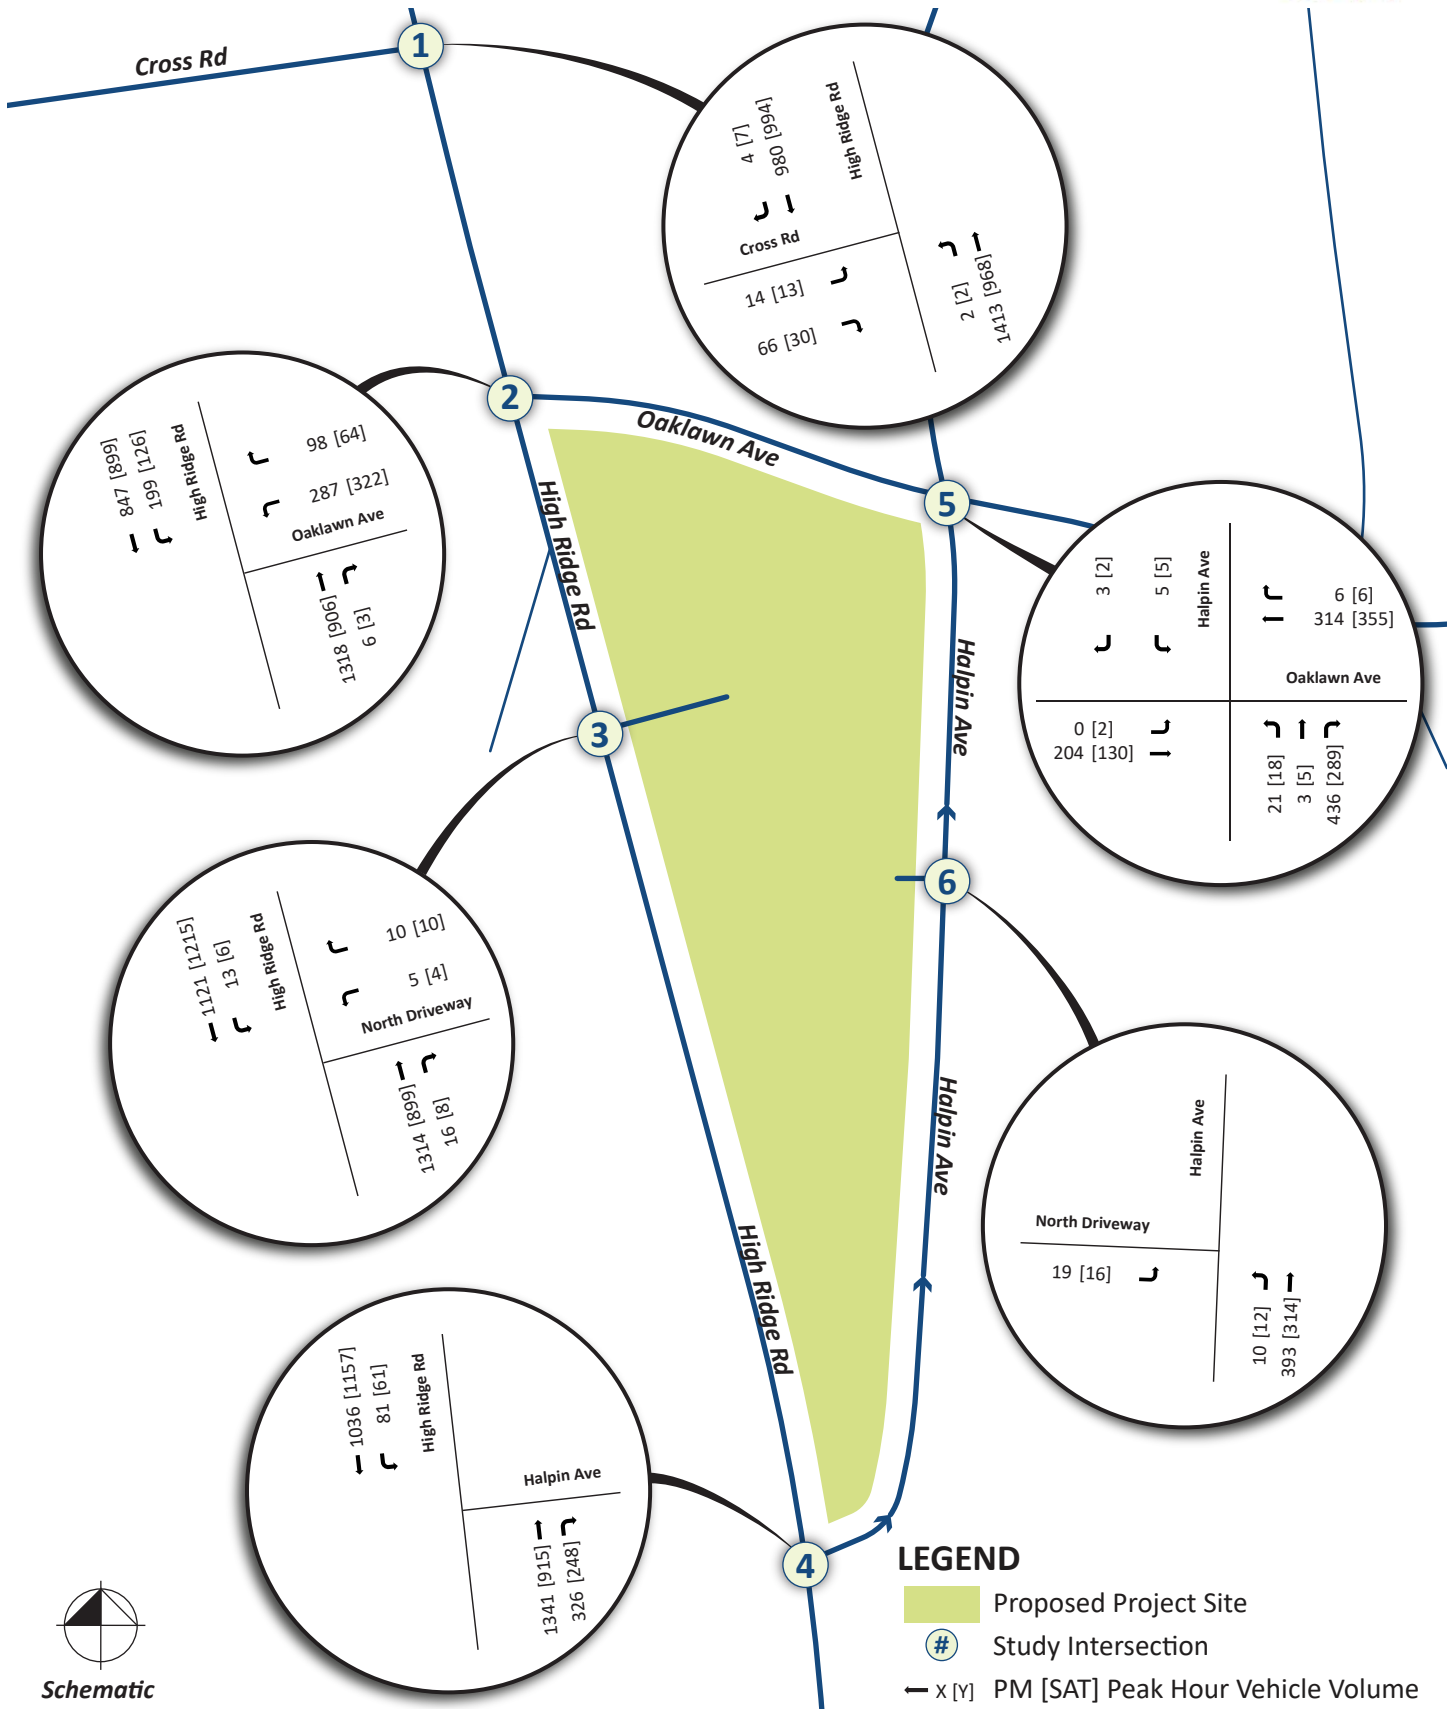 Cross Rd
1
4 [7]
980 [994]
High Ridge Rd
Cross Rd
14 [13]
66 [30]
2 [2]
1413 [968]
2
Oaklawn Ave
847 [899]
199 [126]
High Ridge Rd
98 [64]
287 [322]
Oaklawn Ave
1318 [906]
6 [3]
High Ridge Rd
5
3 [2]
5 [5]
Halpin Ave
6 [6]
314 [355]
Oaklawn Ave
0 [2]
204 [130]
21 [18]
3 [5]
436 [289]
Halpin Ave
3
1121 [1215]
13 [6]
High Ridge Rd
10 [10]
5 [4]
North Driveway
1314 [899]
16 [8]
6
Halpin Ave
Halpin Ave
North Driveway
19 [16]
10 [12]
393 [314]
High Ridge Rd
1036 [1157]
81 [61]
High Ridge Rd
Halpin Ave
1341 [915]
326 [248]
4
LEGEND
Proposed Project Site
# Study Intersection
X [Y] PM [SAT] Peak Hour Vehicle Volume
Schematic